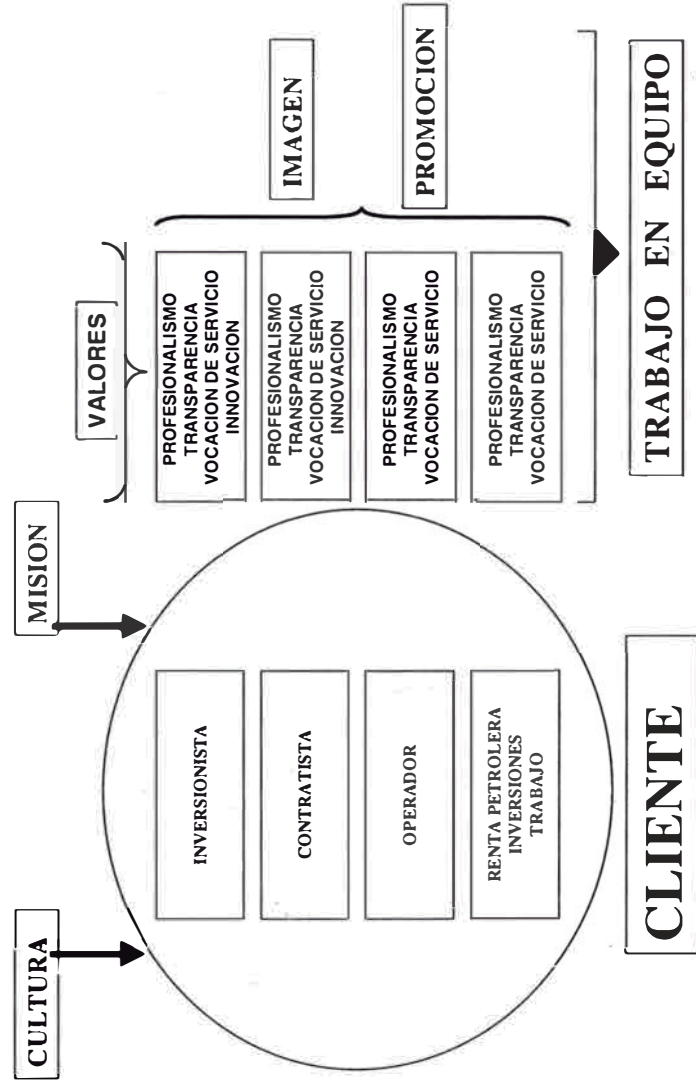 CULTURA
MISION
VALORES
INVERSIONISTA
CONTRATISTA
OPERADOR
RENTA PETROLERA
INVERSIONES
TRABAJO
PROFESIONALISMO
TRANSPARENCIA
VOCACION DE SERVICIO
INNOVACION
PROFESIONALISMO
TRANSPARENCIA
VOCACION DE SERVICIO
INNOVACION
PROFESIONALISMO
TRANSPARENCIA
VOCACION DE SERVICIO
PROFESIONALISMO
TRANSPARENCIA
VOCACION DE SERVICIO
IMAGEN
PROMOCION
CLIENTE
TRABAJO EN EQUIPO